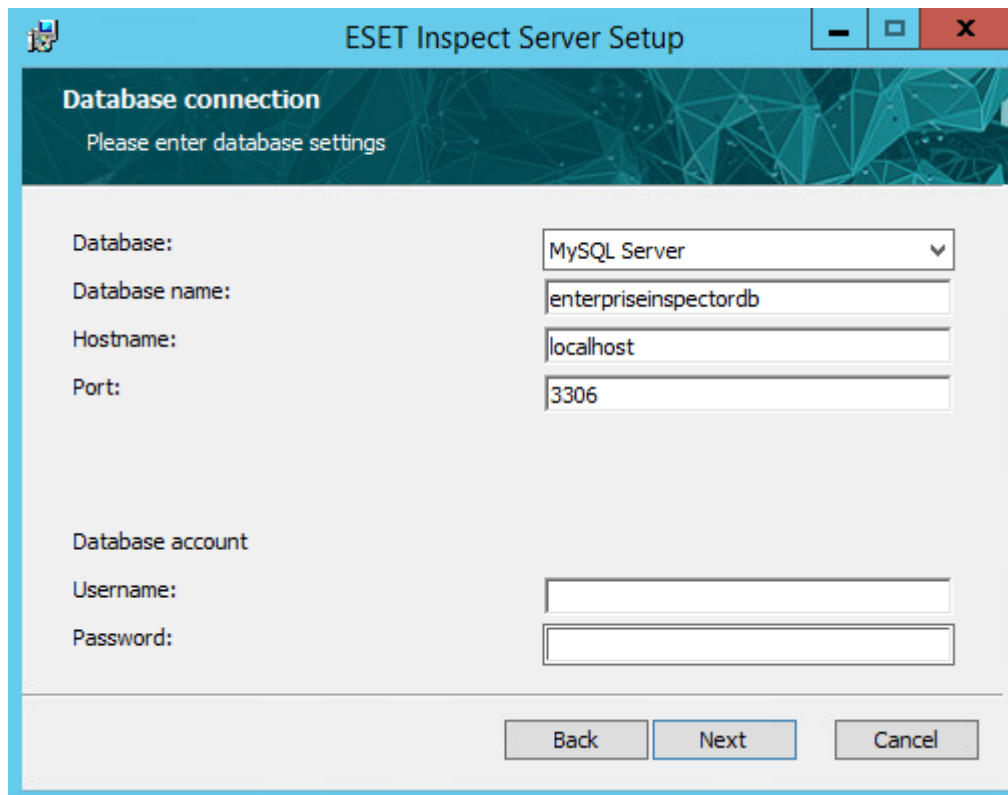 ESET Inspect Server Setup
Database connection
Please enter database settings
Database: MySQL Server
Database name: enterpriseinspectordb
Hostname: localhost
Port: 3306
Database account
Username:
Password:
Back Next Cancel